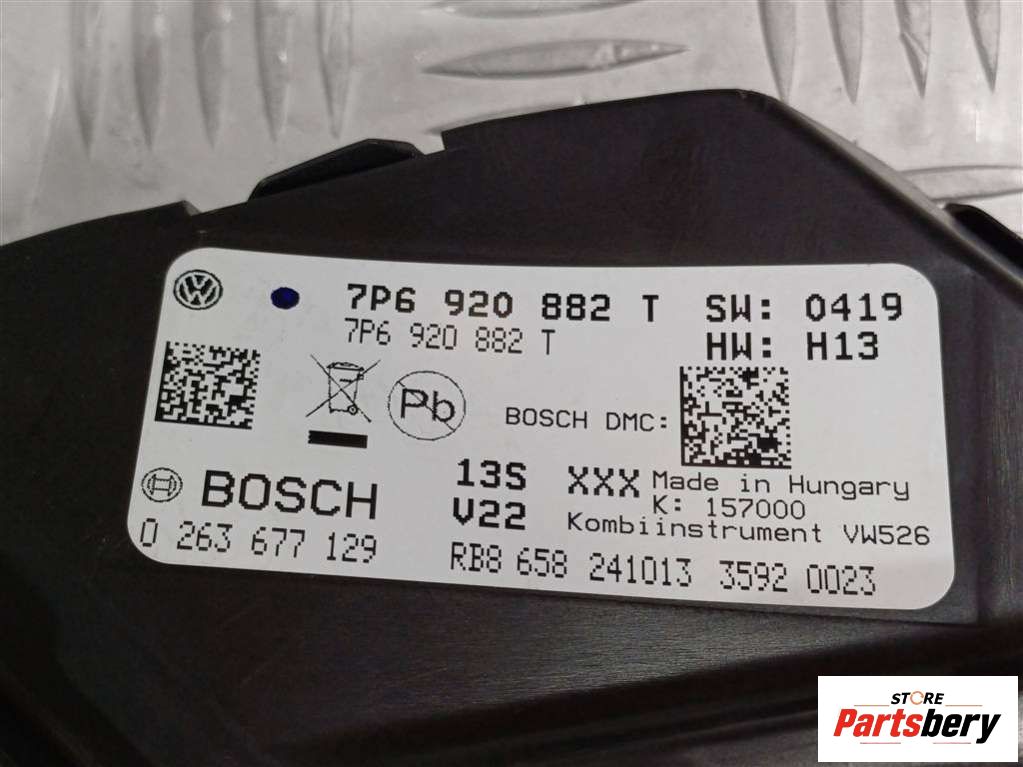 7P6 920 882 T SW: 0419
7P6 920 882 T HW: H13
Pb
BOSCH DMC:
BOSCH 13S XXX Made in Hungary
V22 K: 157000
Kombiinstrument VW526
0 263 677 129 RB8 658 241013 3592 0023
STORE
Partsbery